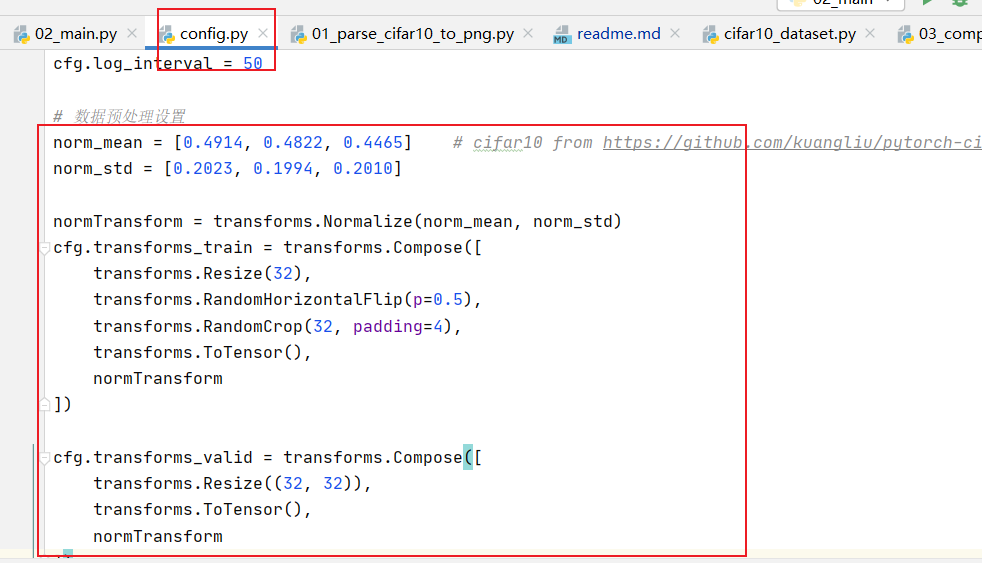 02_main
02_main.py
config.py
01_parse_cifar10_to_png.py
readme.md
cifar10_dataset.py
03_comp
cfg.log_interval = 50
# 数据预处理设置
norm_mean = [0.4914, 0.4822, 0.4465]    # cifar10 from https://github.com/kuangliu/pytorch-ci
norm_std = [0.2023, 0.1994, 0.2010]
normTransform = transforms.Normalize(norm_mean, norm_std)
cfg.transforms_train = transforms.Compose([
    transforms.Resize(32),
    transforms.RandomHorizontalFlip(p=0.5),
    transforms.RandomCrop(32, padding=4),
    transforms.ToTensor(),
    normTransform
])
cfg.transforms_valid = transforms.Compose([
    transforms.Resize((32, 32)),
    transforms.ToTensor(),
    normTransform